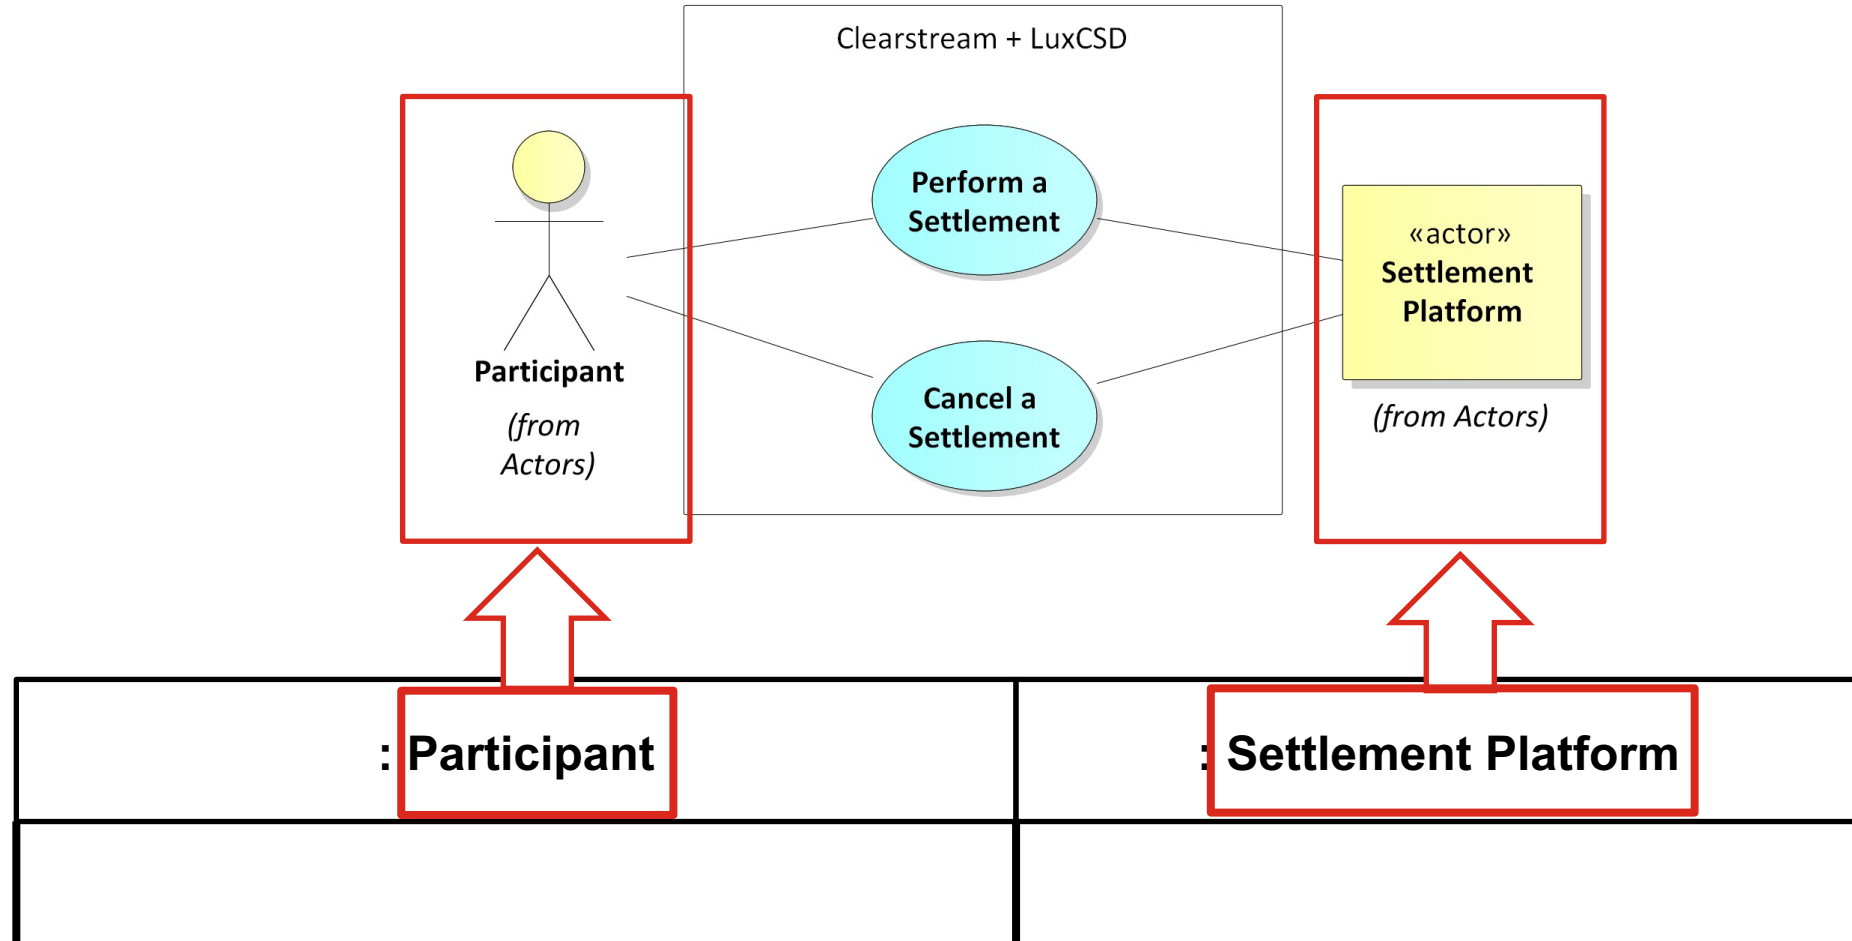 Clearstream + LuxCSD
Perform a
Settlement
«actor»
Settlement
Platform
Participant
(from
Actors)
Cancel a
Settlement
(from Actors)
: Participant
: Settlement Platform